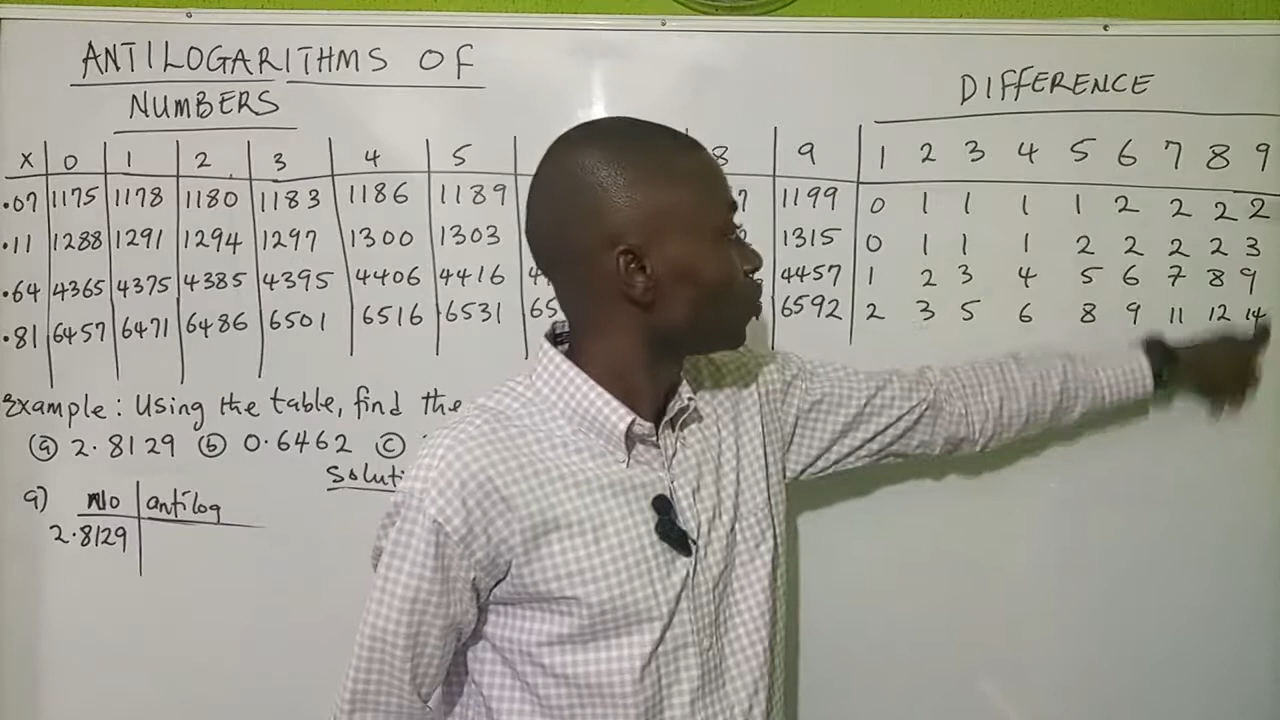 ANTILOGARITHMS OF
NUMBERS
DIFFERENCE
x 0 1 2 3 4 5 8 9 1 2 3 4 5 6 7 8 9
.07 1175 1178 1180 1183 1186 1189 7 1199 0 1 1 1 1 2 2 2 2
.11 1288 1291 1294 1297 1300 1303 1315 0 1 1 1 2 2 2 2 3
.64 4365 4375 4385 4395 4406 4416 4457 1 2 3 4 5 6 7 8 9
.81 6457 6471 6486 6501 6516 6531 65 6592 2 3 5 6 8 9 11 12 14
Example: Using the table, find the
(a) 2.8129 (b) 0.6462 (c)
Soluti
a) No antilog
2.8129